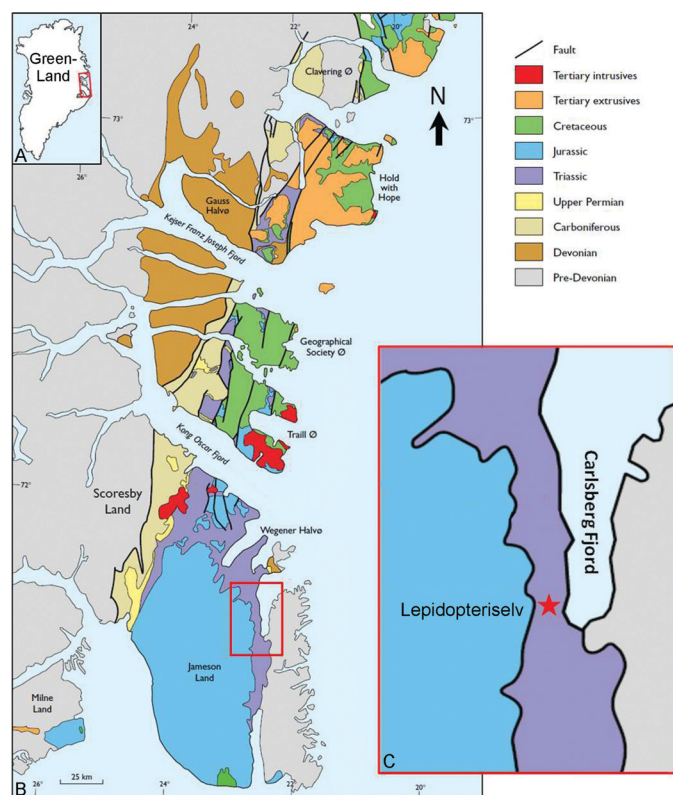 Green-
Land
A
24°
22°
20°
26°
73°
73°
N
Clavering Ø
Hold
with
Hope
Gauss
Halvø
Kejser Franz Joseph Fjord
Geographical
Society Ø
Traill Ø
Kong Oscar Fjord
72°
72°
Scoresby
Land
Wegener Halvø
Jameson
Land
Milne
Land
25 km
B
26°
24°
22°
20°
Fault
Tertiary intrusives
Tertiary extrusives
Cretaceous
Jurassic
Triassic
Upper Permian
Carboniferous
Devonian
Pre-Devonian
Carlsberg Fjord
Lepidopteriselv
C